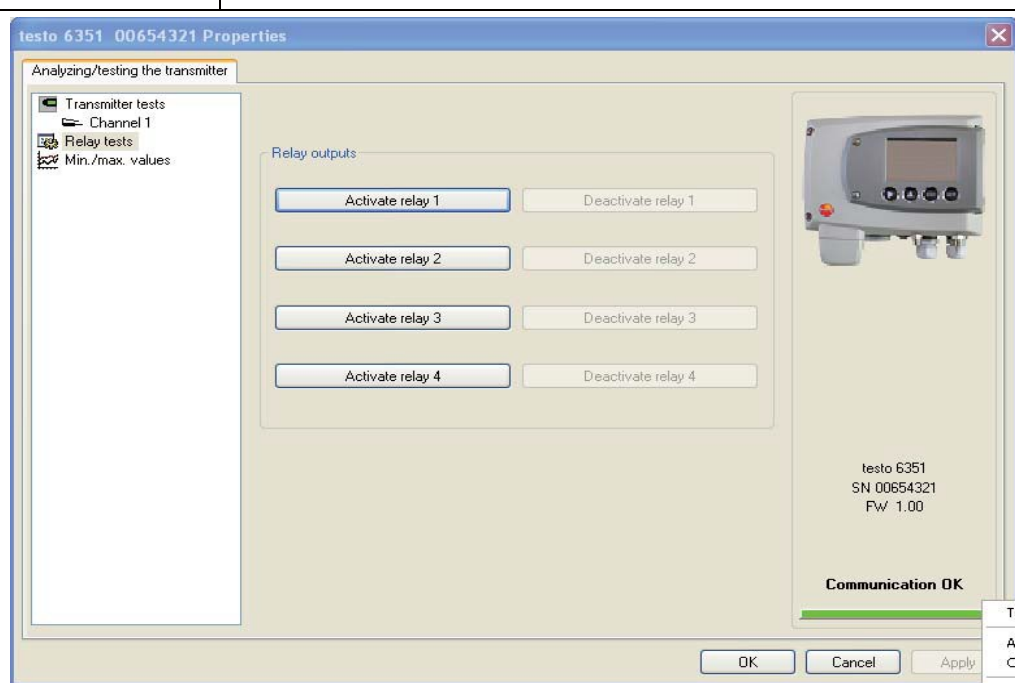 testo 6351 00654321 Properties
Analyzing/testing the transmitter
Transmitter tests
Channel 1
Relay tests
Min./max. values
Relay outputs
Activate relay 1 Deactivate relay 1
Activate relay 2 Deactivate relay 2
Activate relay 3 Deactivate relay 3
Activate relay 4 Deactivate relay 4
testo 6351
SN 00654321
FW 1.00
Communication OK
OK Cancel Apply